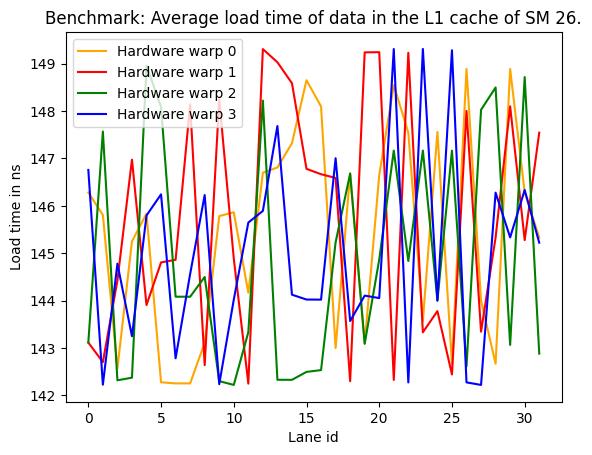 Benchmark: Average load time of data in the L1 cache of SM 26.
Hardware warp 0
Hardware warp 1
Hardware warp 2
Hardware warp 3
149
148
147
146
145
144
143
142
Load time in ns
0
5
10
15
20
25
30
Lane id